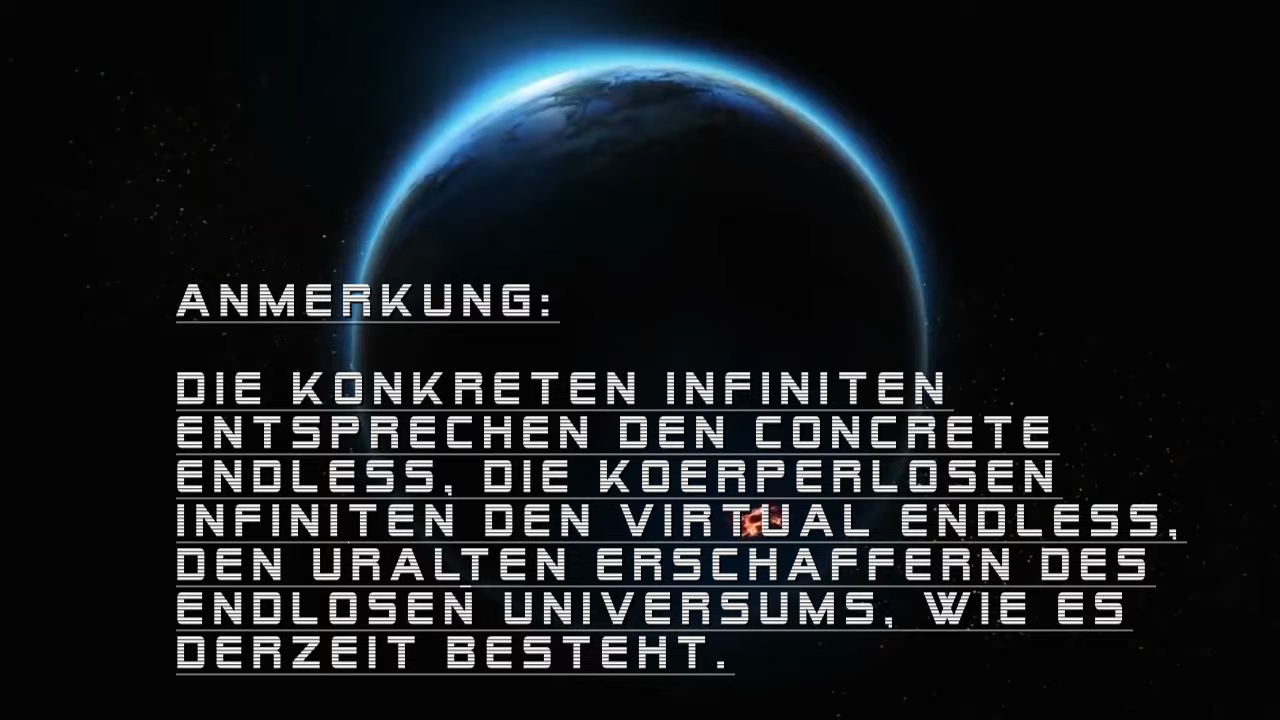 ANMERKUNG:
DIE KONKRETEN INFINITEN
ENTSPRECHEN DEN CONCRETE
ENDLESS, DIE KOERPERLOSEN
INFINITEN DEN VIRTUAL ENDLESS,
DEN URALTEN ERSCHAFFERN DES
ENDLOSEN UNIVERSUMS, WIE ES
DERZEIT BESTEHT.